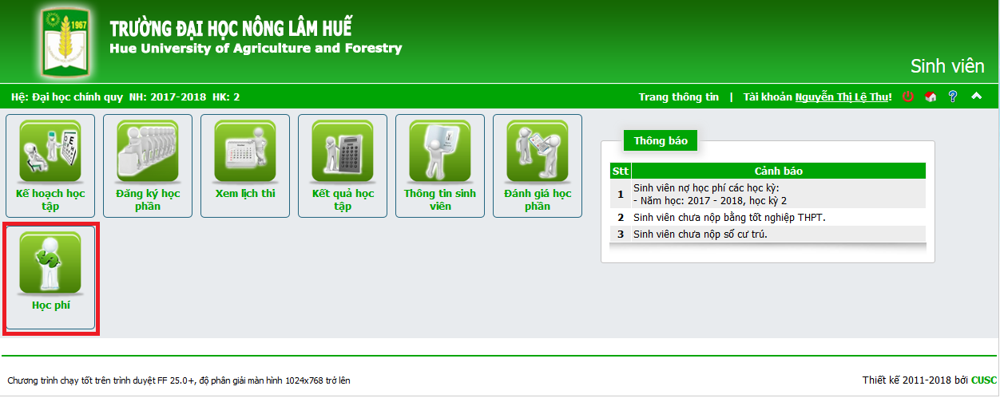 1967
TRƯỜNG ĐẠI HỌC NÔNG LÂM HUẾ
Hue University of Agriculture and Forestry
Sinh viên
Hệ: Đại học chính quy NH: 2017-2018 HK: 2
Trang thông tin | Tài khoản Nguyễn Thị Lệ Thu!
Kế hoạch học
tập
Đăng ký học
phần
Xem lịch thi
Kết quả học
tập
Thông tin sinh
viên
Đánh giá học
phần
Học phí
Thông báo
Stt Cảnh báo
1 Sinh viên nợ học phí các học kỳ:
- Năm học: 2017 - 2018, học kỳ 2
2 Sinh viên chưa nộp bằng tốt nghiệp THPT.
3 Sinh viên chưa nộp sổ cư trú.
Chương trình chạy tốt trên trình duyệt FF 25.0+, độ phân giải màn hình 1024x768 trở lên
Thiết kế 2011-2018 bởi CUSC